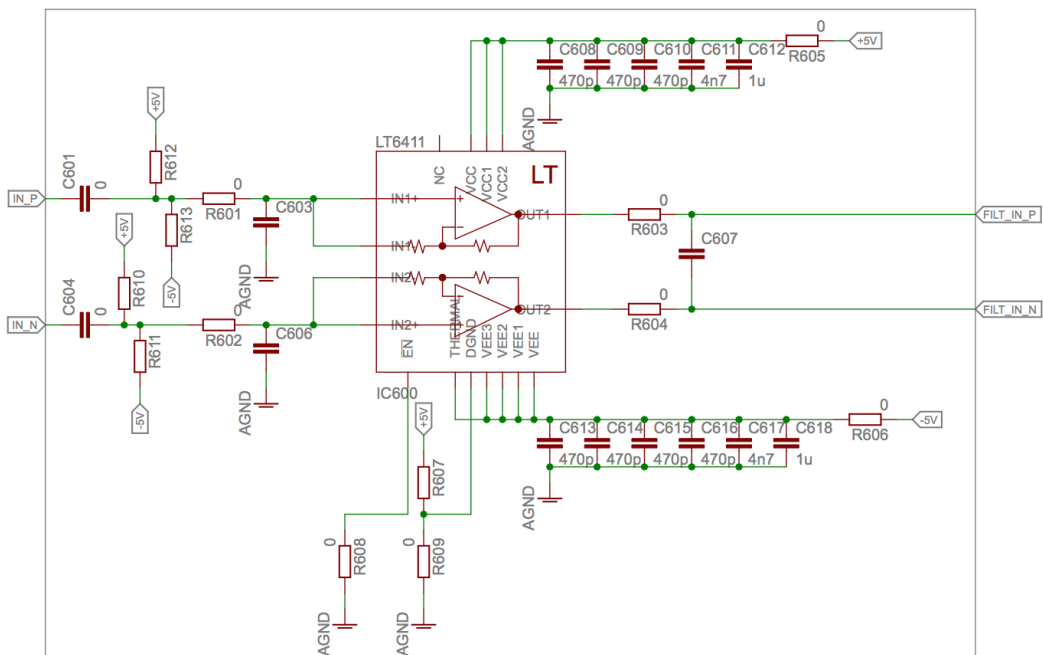 0
+5V
R605
C608
C609
C610
C611
C612
470p
470p
470p
4n7
1u
AGND
+5V
LT6411
LT
NC
VCC
VCC1
VCC2
C601
0
R612
IN_P
0
R601
C603
AGND
R613
-5V
+5V
IN1+
IN1-
OUT1
0
R603
FILT_IN_P
C607
C604
0
R610
IN_N
0
R602
C606
AGND
R611
-5V
IN2-
IN2+
OUT2
0
R604
FILT_IN_N
EN
THERMAL
DGND
VEE3
VEE2
VEE1
VEE
IC600
+5V
R607
C613
C614
C615
C616
C617
C618
470p
470p
470p
4n7
1u
AGND
0
R606
-5V
0
R608
AGND
0
R609
AGND